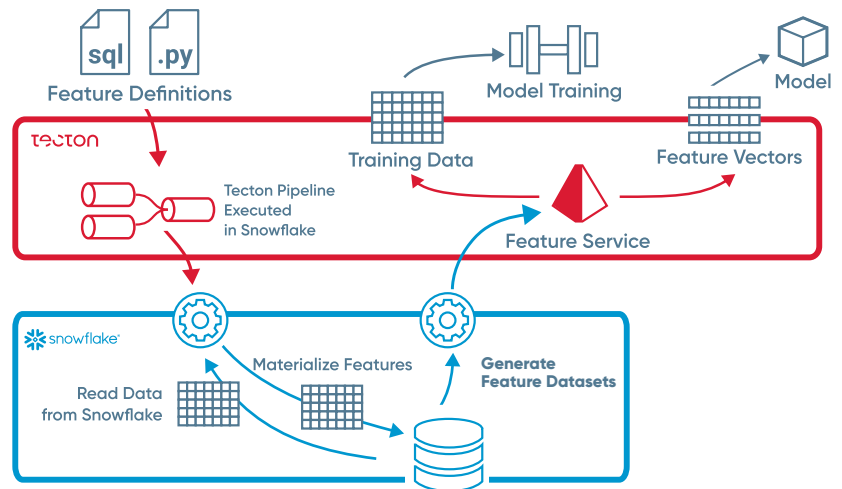 sql
.py
Feature Definitions
Model Training
Model
tecton
Training Data
Feature Vectors
Tecton Pipeline
Executed
in Snowflake
Feature Service
snowflake®
Materialize Features
Generate
Feature Datasets
Read Data
from Snowflake